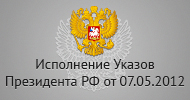 Исполнение Указов
Президента РФ от 07.05.2012